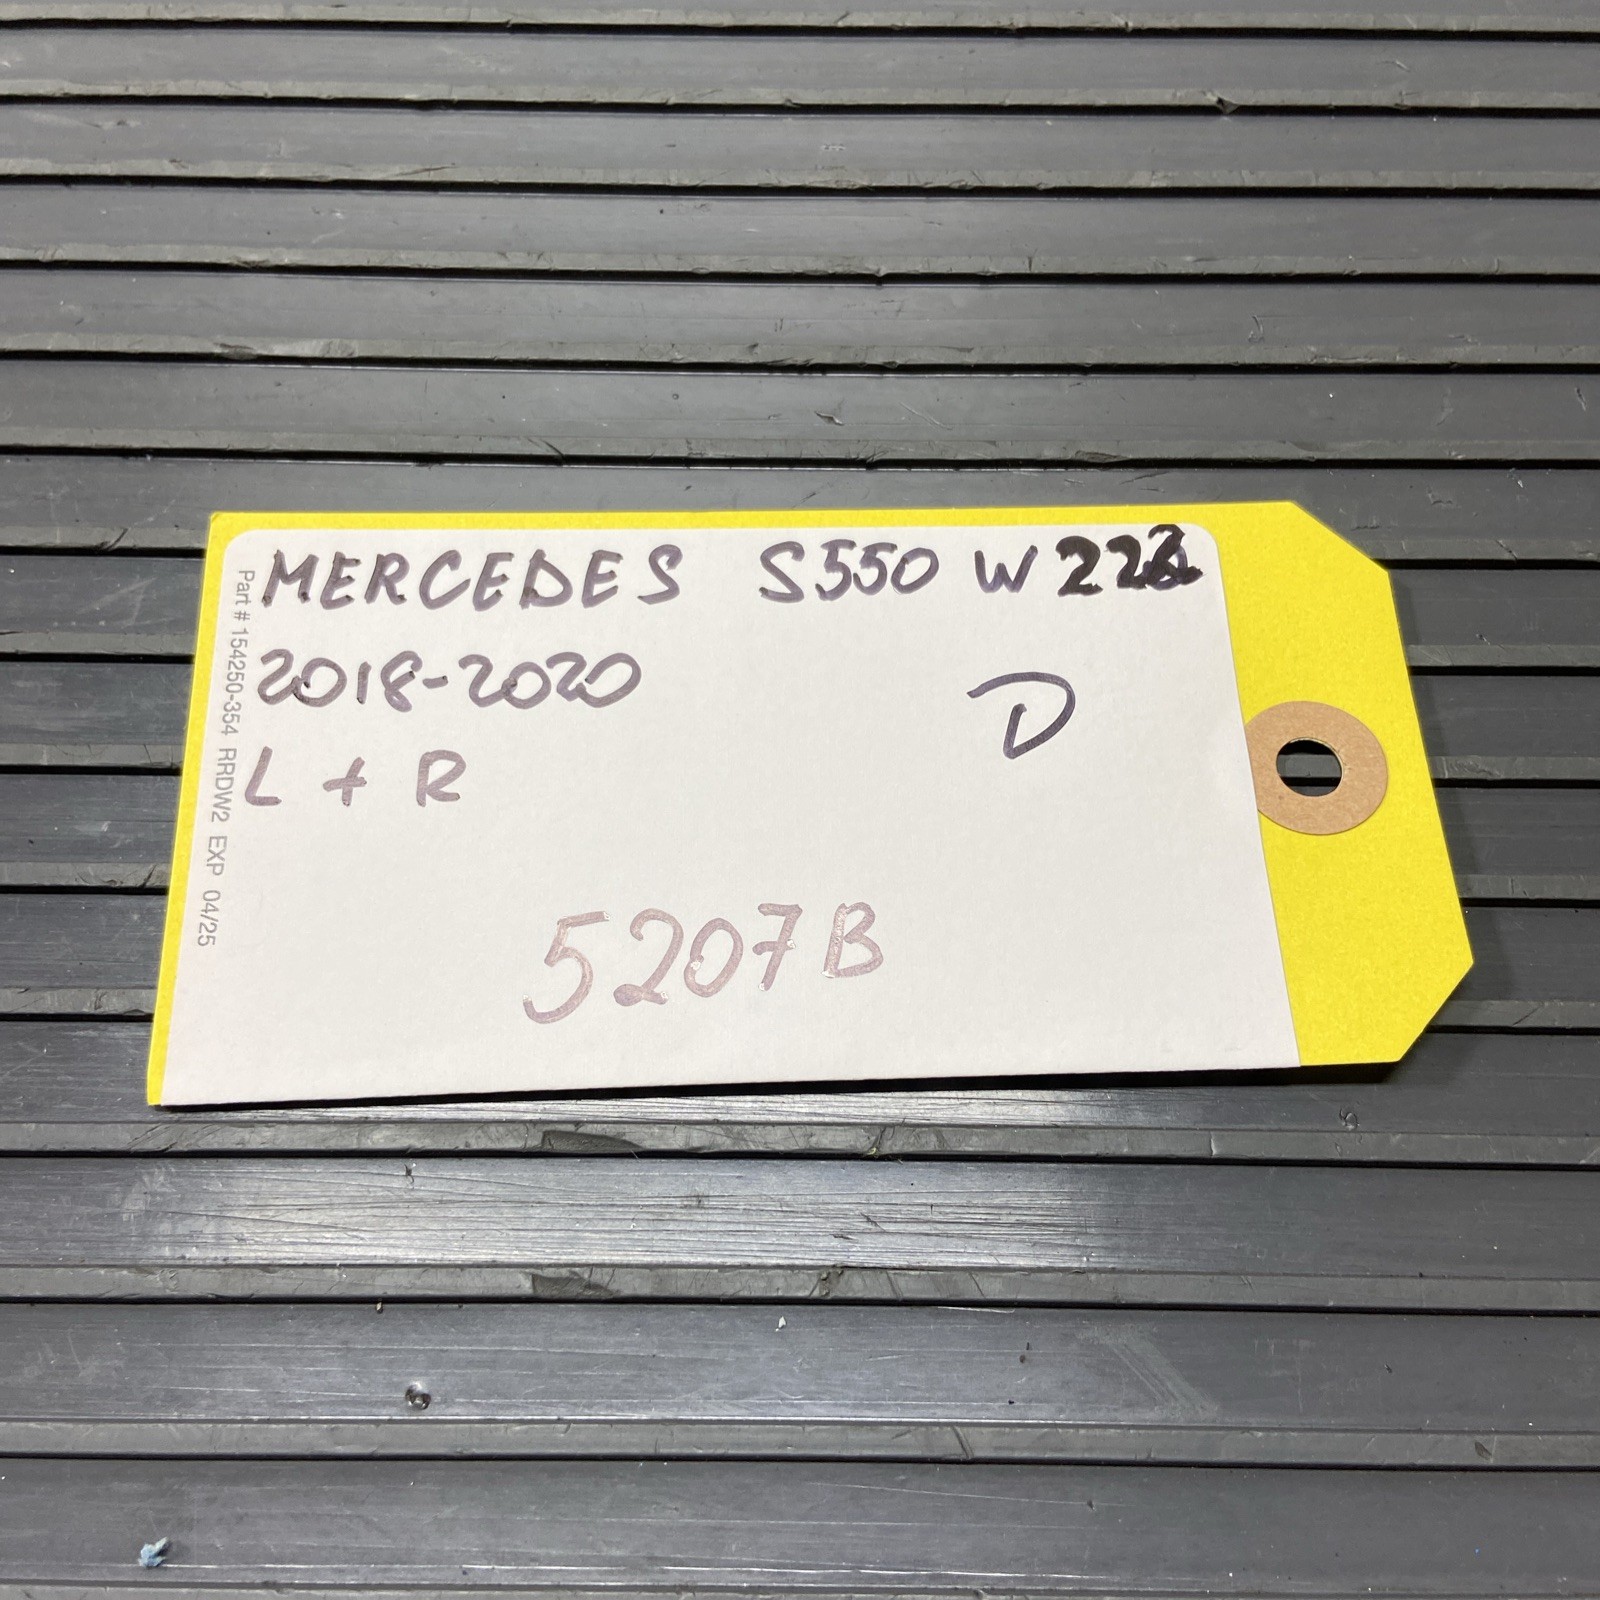 MERCEDES S550 W222
2018-2020
D
L + R
5207B
Part # 154250-354 RRDW2 EXP 04/25